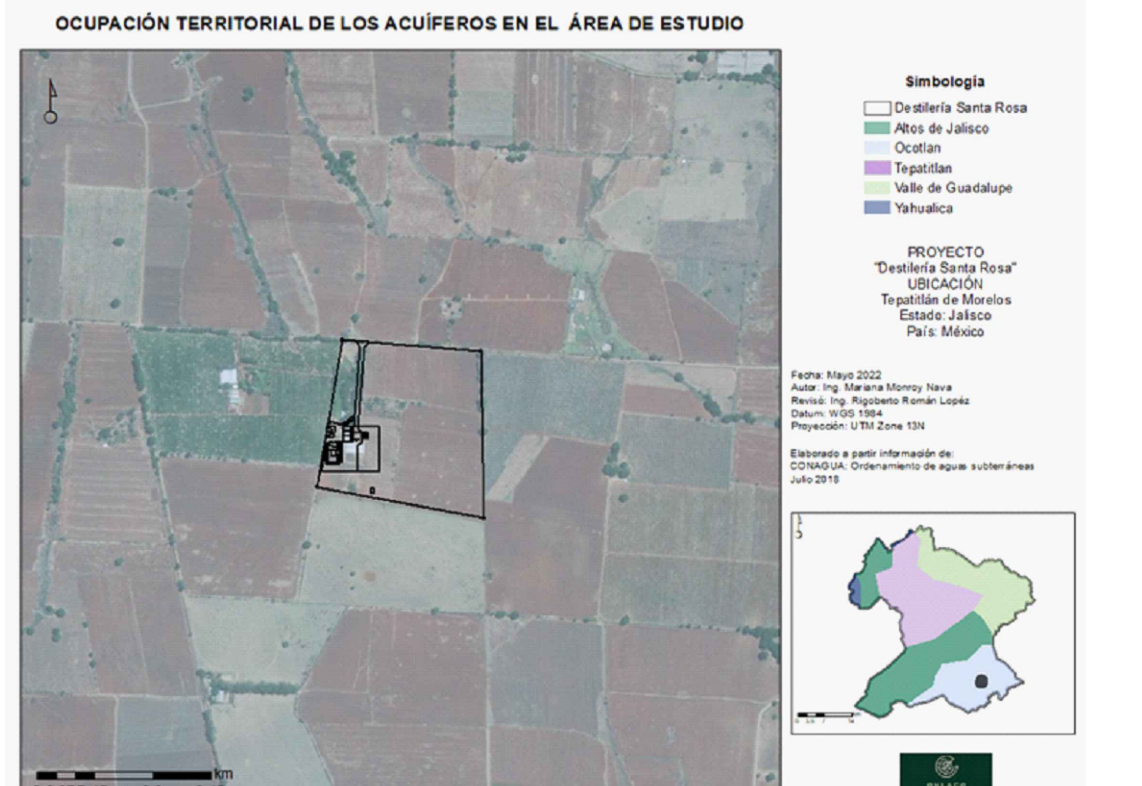 OCUPACIÓN TERRITORIAL DE LOS ACUÍFEROS EN EL ÁREA DE ESTUDIO
Simbología
Destilería Santa Rosa
Altos de Jalisco
Ocotlan
Tepatitlan
Valle de Guadalupe
Yahualica
PROYECTO
"Destilería Santa Rosa"
UBICACIÓN
Tepatitlán de Morelos
Estado: Jalisco
País: México
Fecha: Mayo 2022
Autor: Ing. Mariana Monroy Nava
Revisó: Ing. Rigoberto Román Lopéz
Datum: WGS 1984
Proyección: UTM Zone 13N
Elaborado a partir información de:
CONAGUA: Ordenamiento de aguas subterráneas
Julio 2018
km